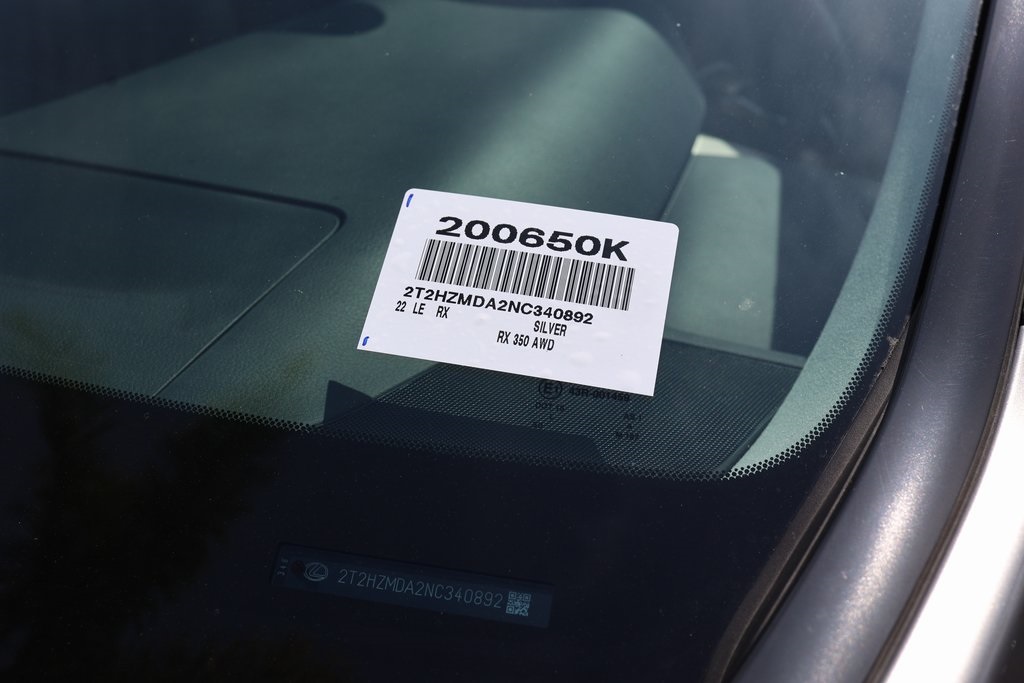 200650K
2T2HZMDA2NC340892
22 LE RX SILVER
RX 350 AWD
2T2HZMDA2NC340892